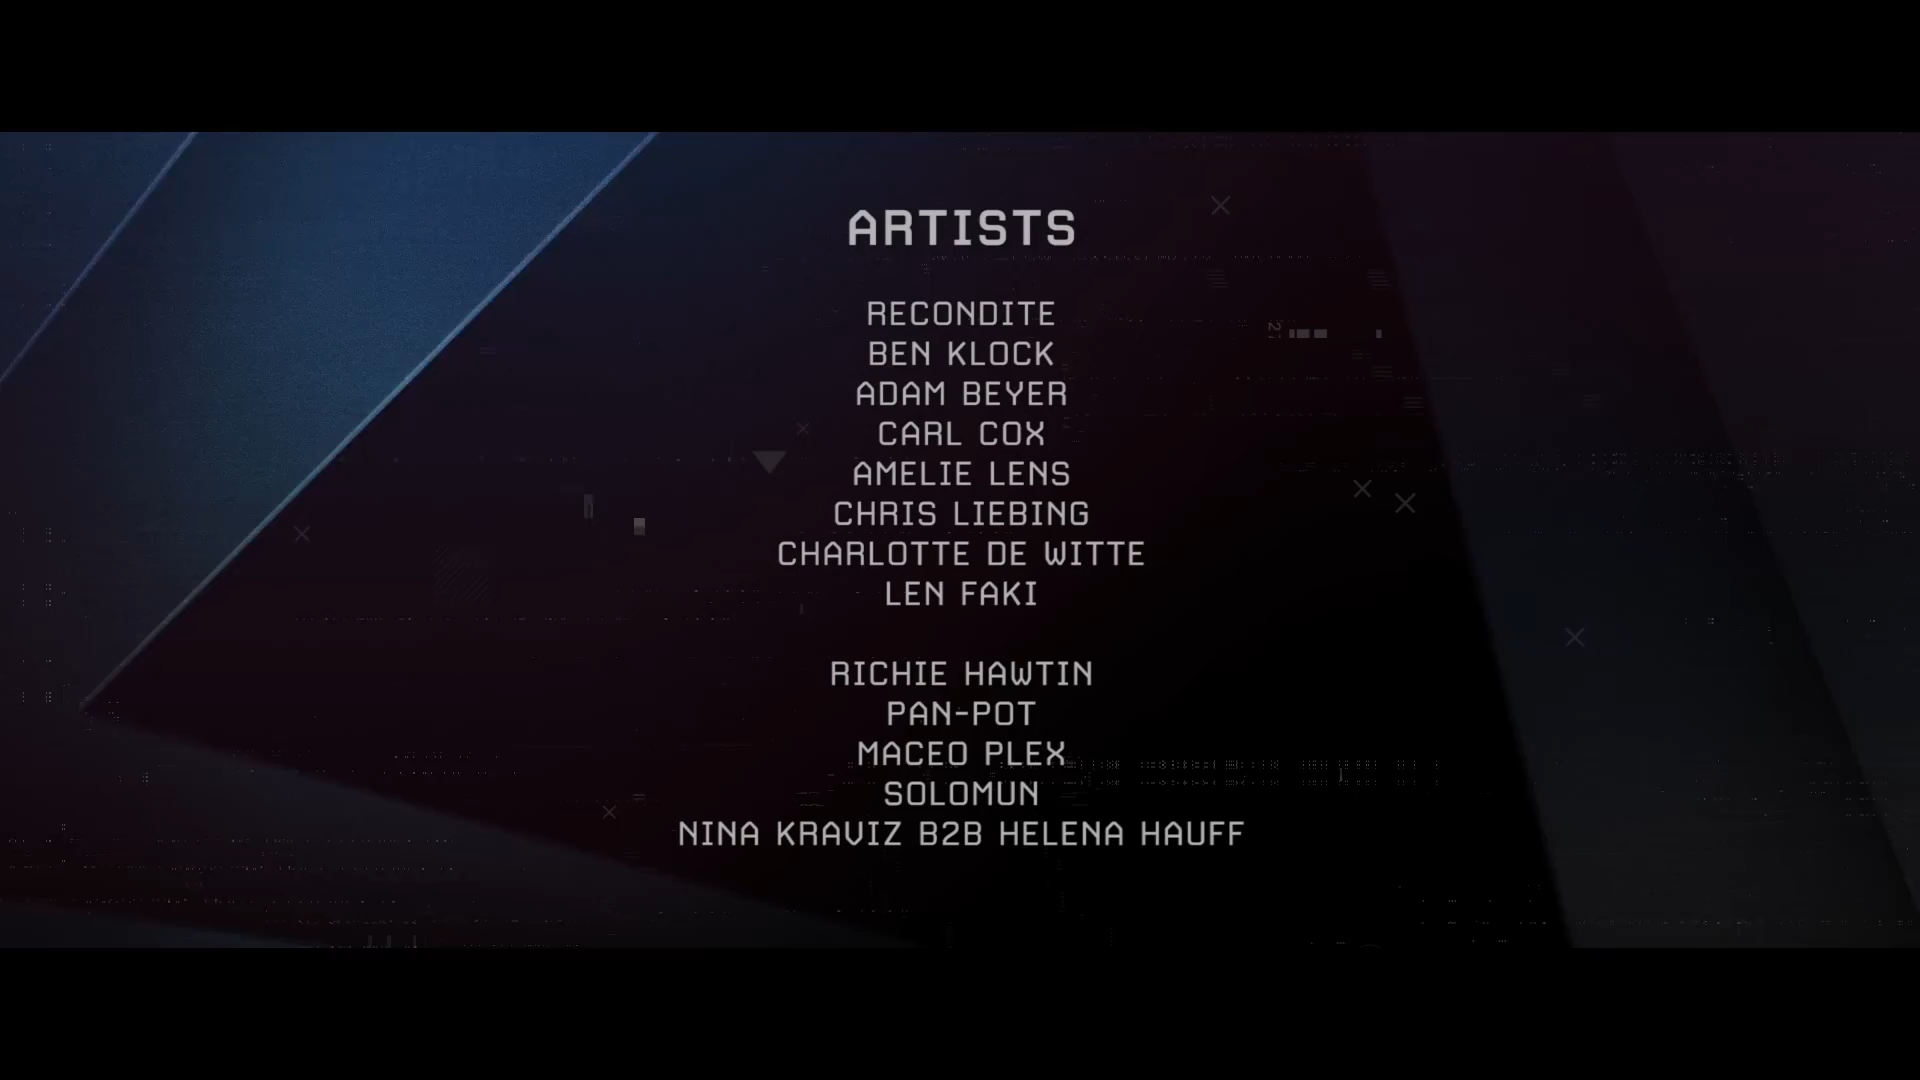 ARTISTS
RECONDITE
BEN KLOCK
ADAM BEYER
CARL COX
AMELIE LENS
CHRIS LIEBING
CHARLOTTE DE WITTE
LEN FAKI
RICHIE HAWTIN
PAN-POT
MACEO PLEX
SOLOMUN
NINA KRAVIZ B2B HELENA HAUFF